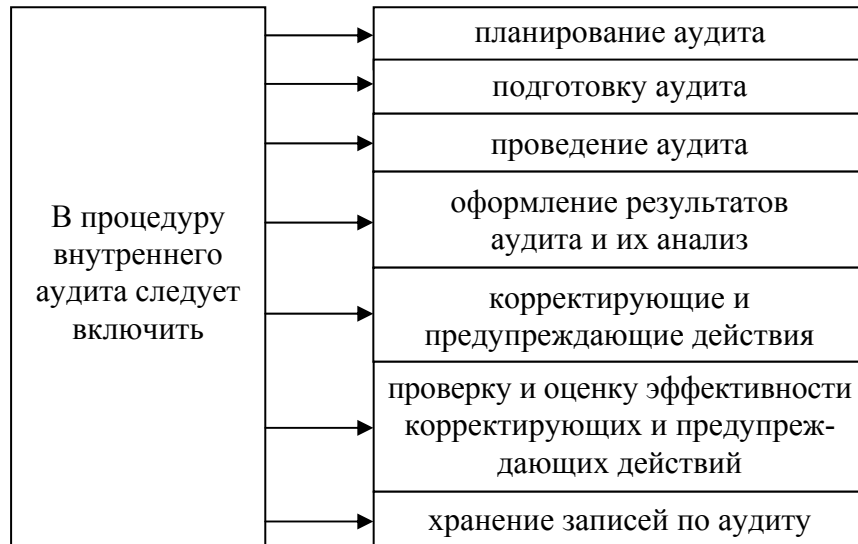 В процедуру
внутреннего
аудита следует
включить
планирование аудита
подготовку аудита
проведение аудита
оформление результатов
аудита и их анализ
корректирующие и
предупреждающие действия
проверку и оценку эффективности
корректирующих и предупреж-
дающих действий
хранение записей по аудиту